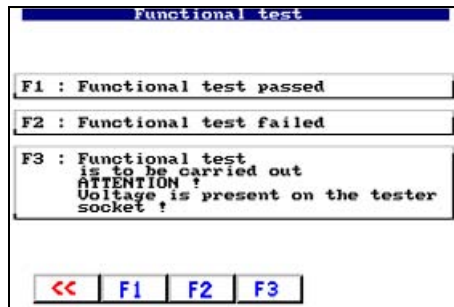 Functional test
F1 : Functional test passed
F2 : Functional test failed
F3 : Functional test
is to be carried out
ATTENTION !
Voltage is present on the tester
socket !
<< F1 F2 F3